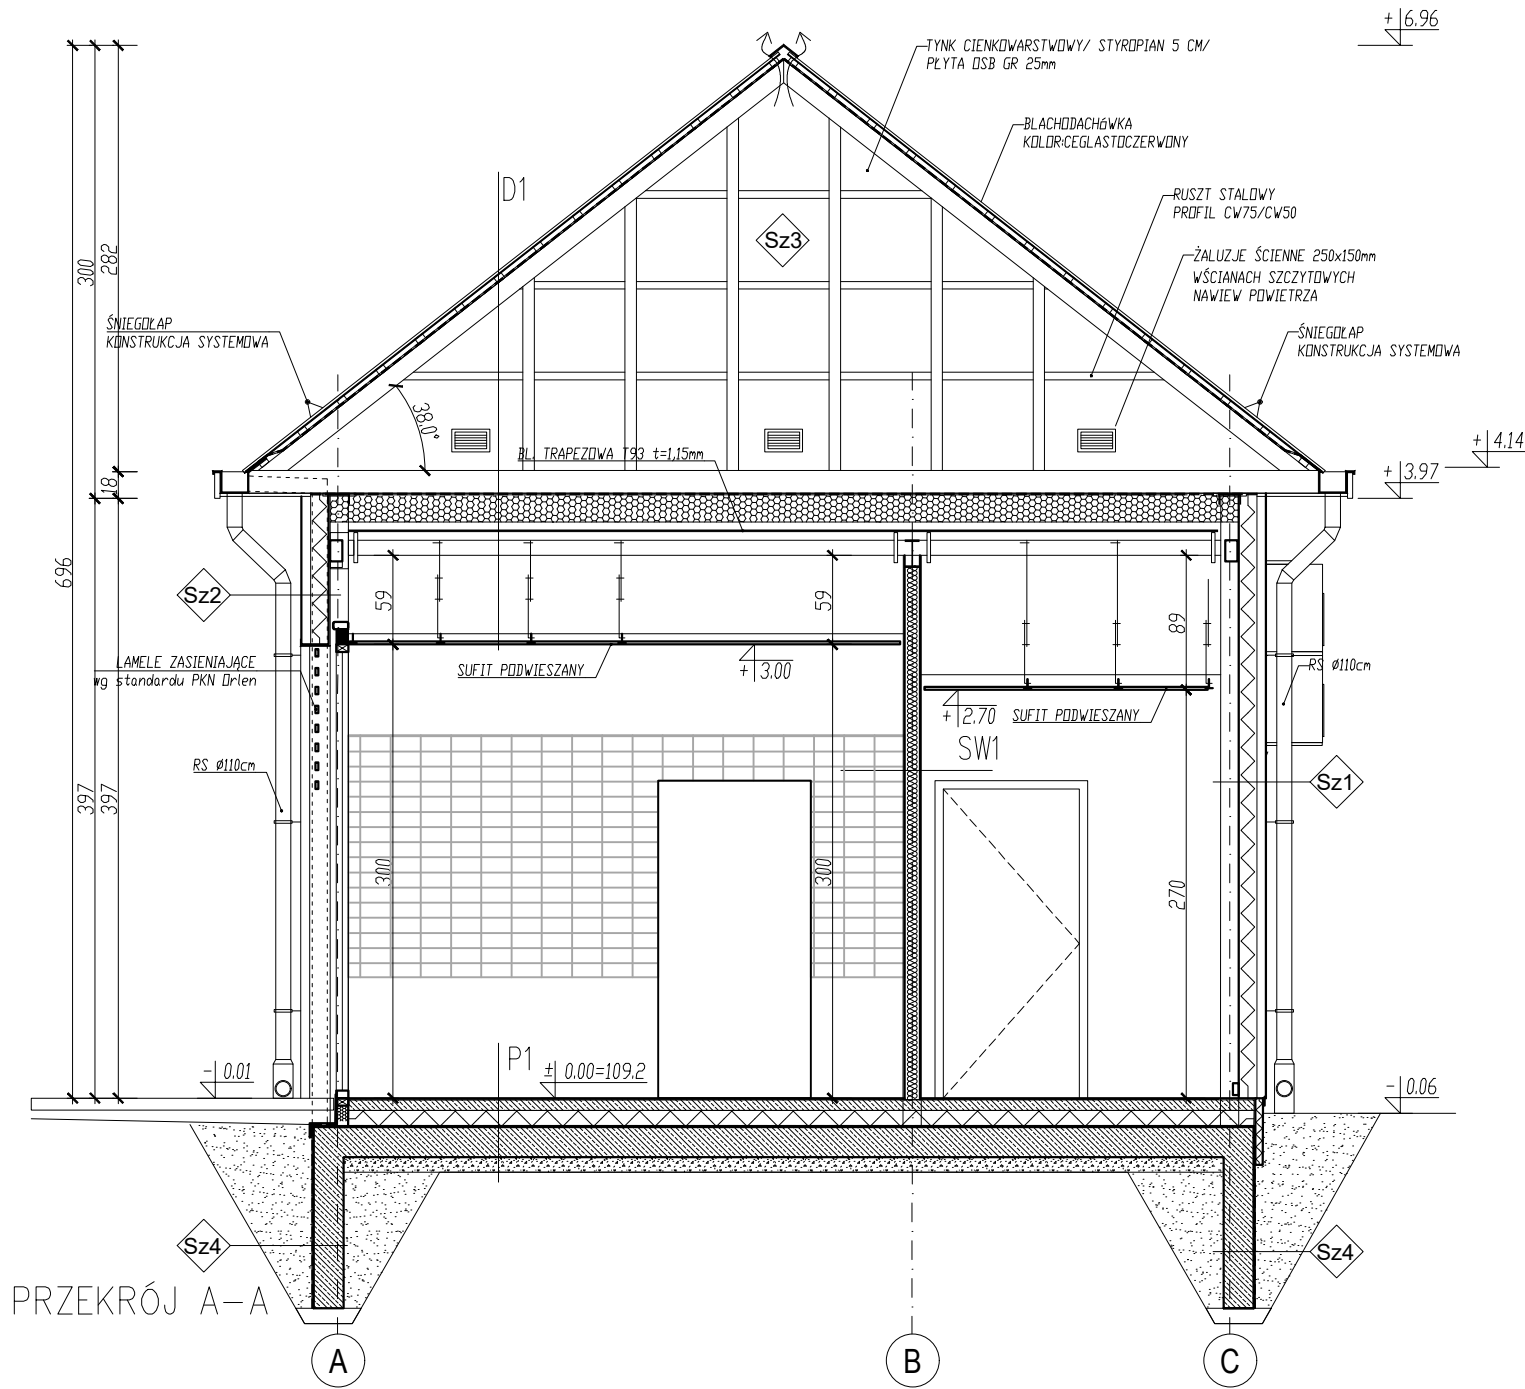 + 6.96
TYNK CIENKOWARSTWOWY/ STYROPIAN 5 CM/
PŁYTA OSB GR 25mm
BLACHODACHÓWKA
KOLOR:CEGLASTOCZERWONY
D1
RUSZT STALOWY
PROFIL CW75/CW50
Sz3
ŻALUZJE ŚCIENNE 250x150mm
WŚCIANACH SZCZYTOWYCH
NAWIEW POWIETRZA
300
282
ŚNIEGOŁAP
KONSTRUKCJA SYSTEMOWA
ŚNIEGOŁAP
KONSTRUKCJA SYSTEMOWA
38.0°
BL. TRAPEZOWA T93 t=1,15mm
+ 4.14
+ 3.97
18
696
Sz2
59
59
89
LAMELE ZASIENIAJĄCE
wg standardu PKN Orlen
SUFIT PODWIESZANY
+ 3.00
RS Ø110cm
+ 2.70
SUFIT PODWIESZANY
SW1
RS Ø110cm
Sz1
397
397
300
300
270
- 0.01
P1
± 0.00=109.2
- 0.06
Sz4
Sz4
PRZEKRÓJ A-A
A
B
C